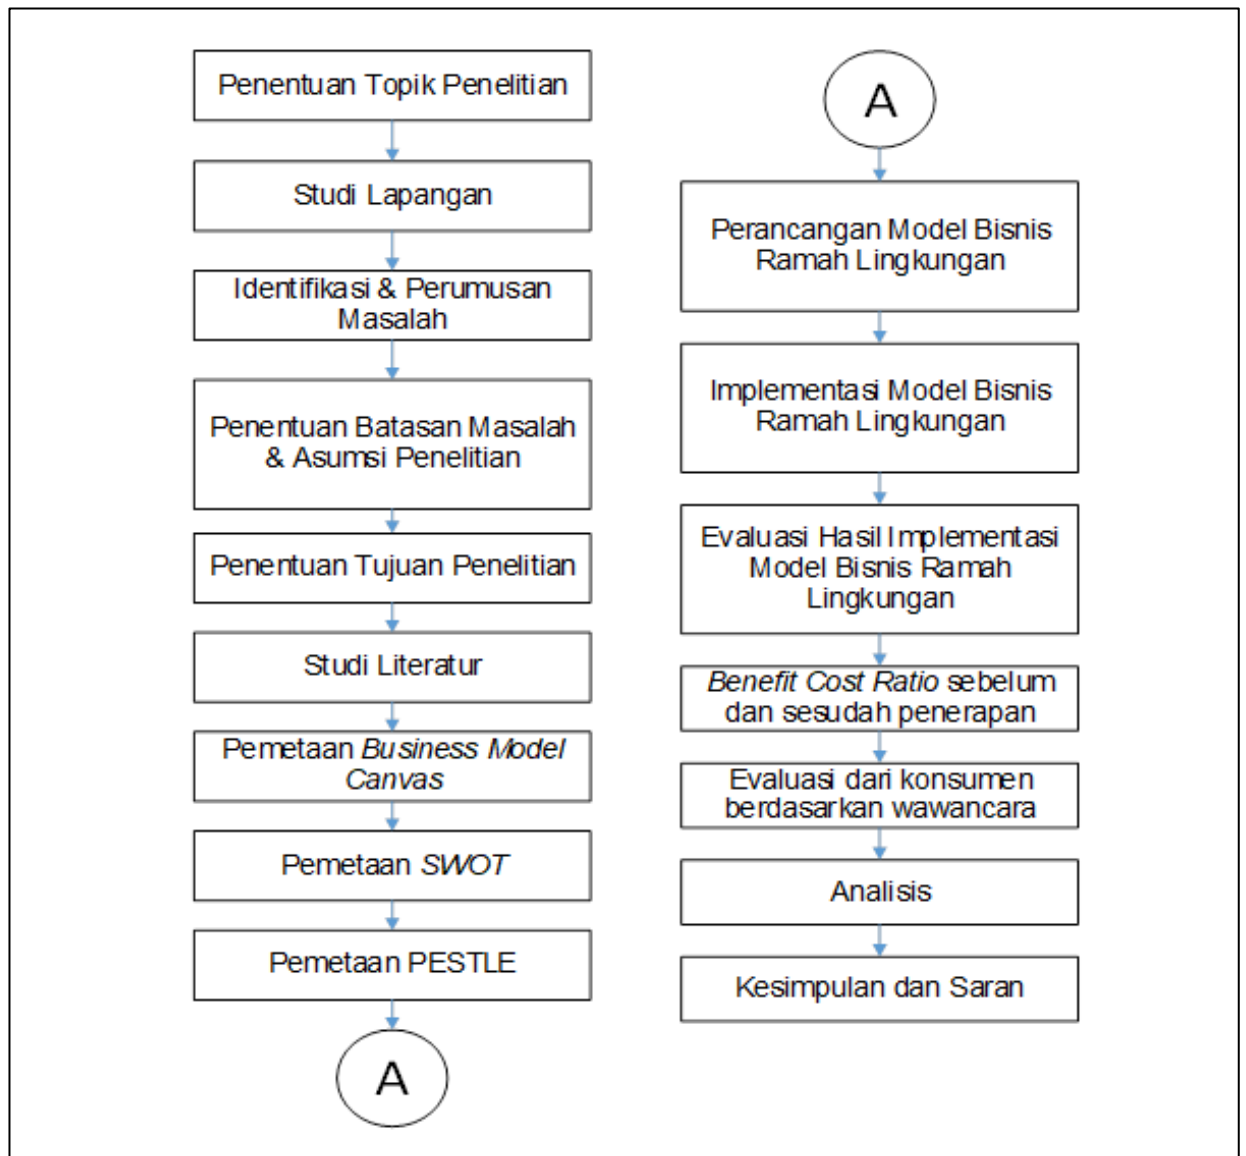 Penentuan Topik Penelitian
Studi Lapangan
Identifikasi & Perumusan
Masalah
Penentuan Batasan Masalah
& Asumsi Penelitian
Penentuan Tujuan Penelitian
Studi Literatur
Pemetaan Business Model
Canvas
Pemetaan SWOT
Pemetaan PESTLE
A
A
Perancangan Model Bisnis
Ramah Lingkungan
Implementasi Model Bisnis
Ramah Lingkungan
Evaluasi Hasil Implementasi
Model Bisnis Ramah
Lingkungan
Benefit Cost Ratio sebelum
dan sesudah penerapan
Evaluasi dari konsumen
berdasarkan wawancara
Analisis
Kesimpulan dan Saran